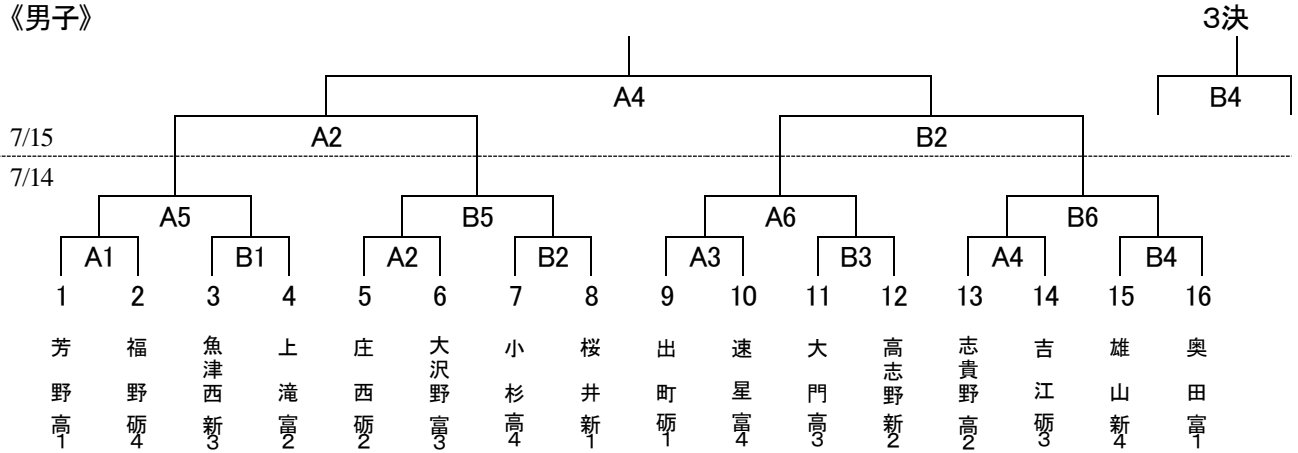 《男子》 3決
A4 B4
7/15 A2 B2
7/14
A5 B5 A6 B6
A1 B1 A2 B2 A3 B3 A4 B4
1 2 3 4 5 6 7 8 9 10 11 12 13 14 15 16
芳野 福野 魚津西 上滝 庄西 大沢野 小杉 桜井 出町 速星 大門 高志野 志貴野 吉江 雄山 奥田
高1 砺4 新3 富2 砺2 富3 高4 新1 砺1 富4 高3 新2 高2 砺3 新4 富1